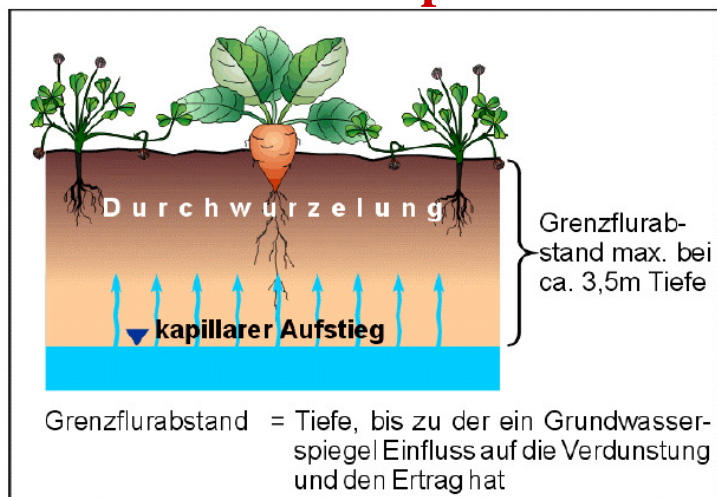 Durchwurzelung
Grenzflurab-
stand max. bei
ca. 3,5m Tiefe
kapillarer Aufstieg
Grenzflurabstand = Tiefe, bis zu der ein Grundwasser-
spiegel Einfluss auf die Verdunstung
und den Ertrag hat